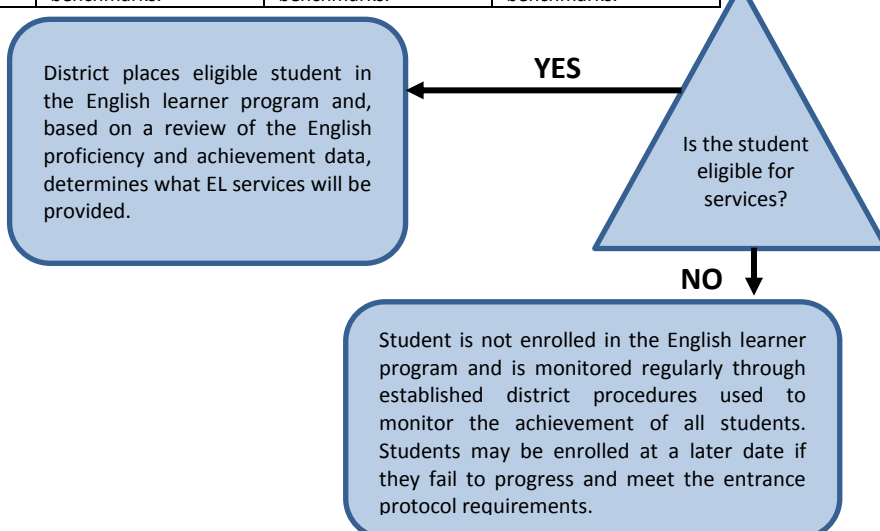 benchmarks. benchmarks. benchmarks.
District places eligible student in
the English learner program and,
based on a review of the English
proficiency and achievement data,
determines what EL services will be
provided.
YES
Is the student
eligible for
services?
NO
Student is not enrolled in the English learner
program and is monitored regularly through
established district procedures used to
monitor the achievement of all students.
Students may be enrolled at a later date if
they fail to progress and meet the entrance
protocol requirements.